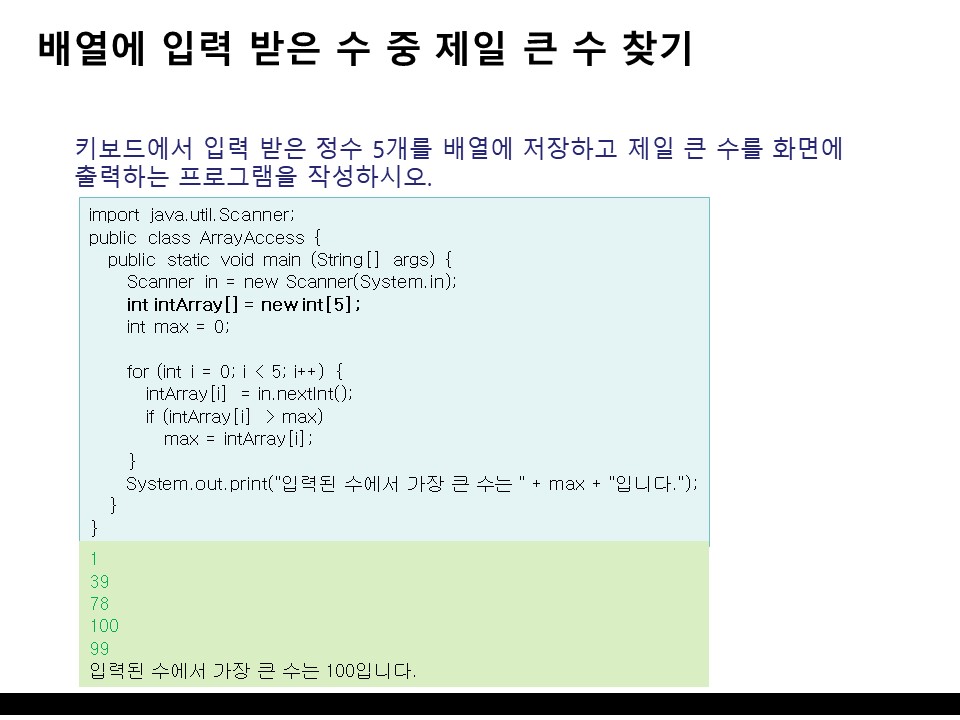 배열에 입력 받은 수 중 제일 큰 수 찾기
키보드에서 입력 받은 정수 5개를 배열에 저장하고 제일 큰 수를 화면에
출력하는 프로그램을 작성하시오.
import java.util.Scanner;
public class ArrayAccess {
public static void main (String[] args) {
Scanner in = new Scanner(System.in);
int intArray[] = new int[5];
int max = 0;
for (int i = 0; i < 5; i++) {
intArray[i] = in.nextInt();
if (intArray[i] > max)
max = intArray[i];
}
System.out.print("입력된 수에서 가장 큰 수는 " + max + "입니다.");
}
}
1
39
78
100
99
입력된 수에서 가장 큰 수는 100입니다.